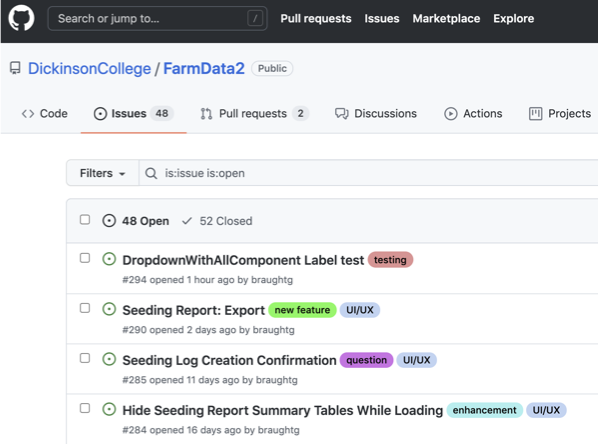 Search or jump to... / Pull requests Issues Marketplace Explore
DickinsonCollege / FarmData2 Public
Code Issues 48 Pull requests 2 Discussions Actions Projects
Filters is:issue is:open
48 Open 52 Closed
DropdownWithAllComponent Label test testing
#294 opened 1 hour ago by braughtg
Seeding Report: Export new feature UI/UX
#290 opened 2 days ago by braughtg
Seeding Log Creation Confirmation question UI/UX
#285 opened 11 days ago by braughtg
Hide Seeding Report Summary Tables While Loading enhancement UI/UX
#284 opened 16 days ago by braughtg